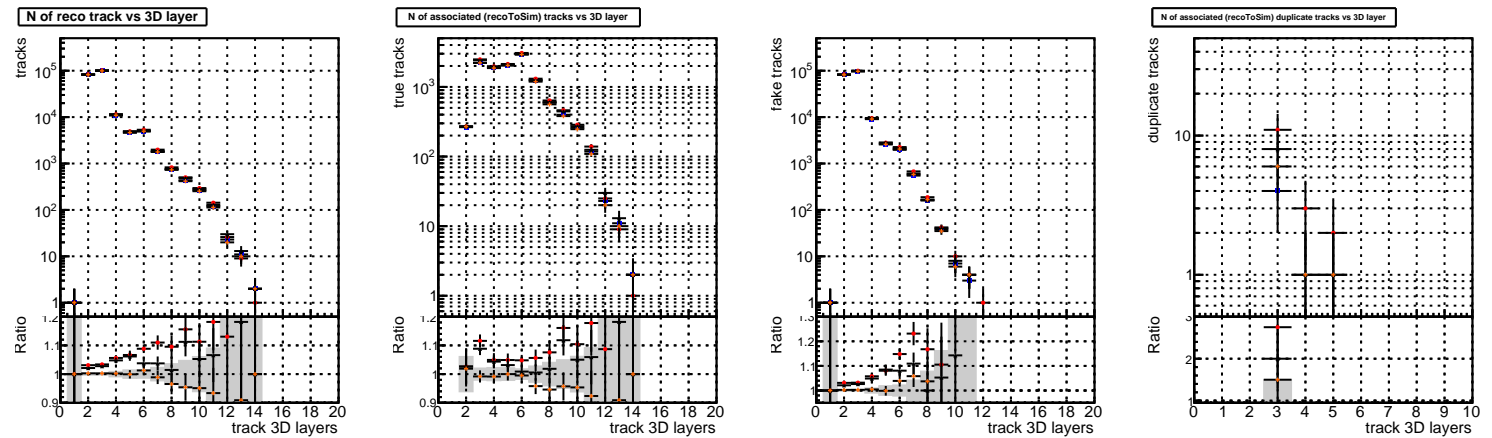 N of reco track vs 3D layer
tracks
10^5
10^4
10^3
10^2
10
1
Ratio
1.2
1.1
1
0.9
0 2 4 6 8 10 12 14 16 18 20
track 3D layers
N of associated (recoToSim) tracks vs 3D layer
true tracks
10^3
10^2
10
1
Ratio
1.2
1.1
1
0.9
0 2 4 6 8 10 12 14 16 18 20
track 3D layers
fake tracks
10^5
10^4
10^3
10^2
10
1
Ratio
1.3
1.2
1.1
1
0 2 4 6 8 10 12 14 16 18 20
track 3D layers
N of associated (recoToSim) duplicate tracks vs 3D layer
duplicate tracks
10
1
Ratio
3
2
1
0 1 2 3 4 5 6 7 8 9 10
track 3D layers